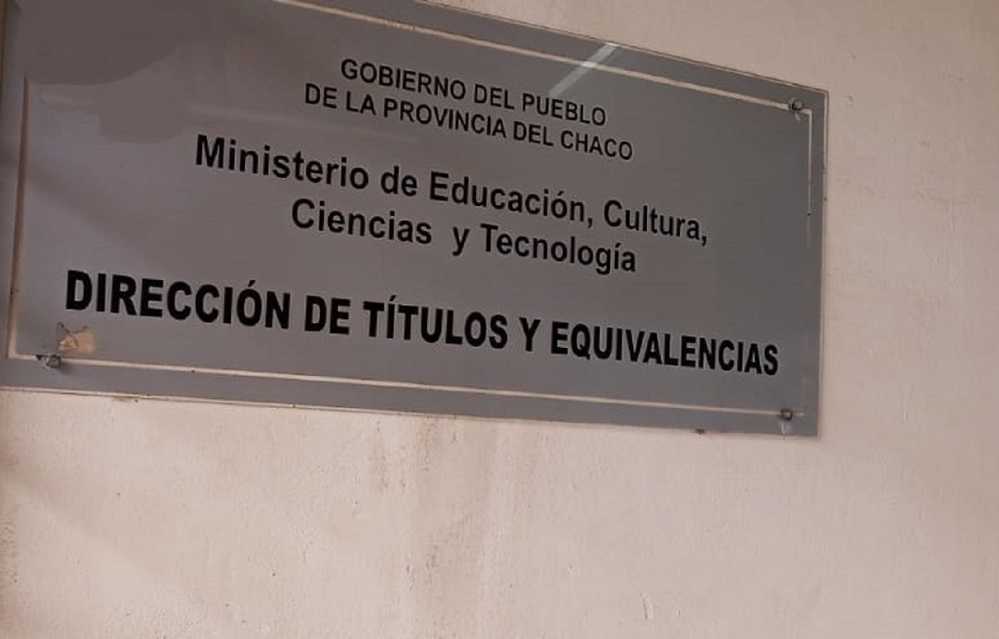 GOBIERNO DEL PUEBLO
DE LA PROVINCIA DEL CHACO
Ministerio de Educación, Cultura,
Ciencias y Tecnología
DIRECCIÓN DE TÍTULOS Y EQUIVALENCIAS